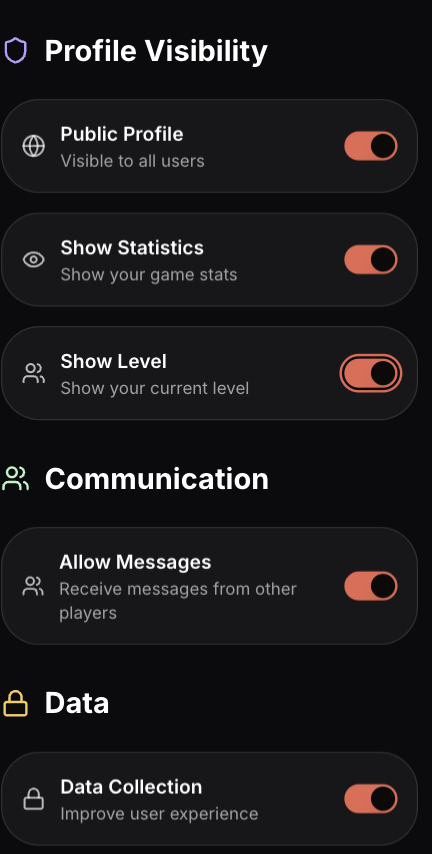 Profile Visibility
Public Profile
Visible to all users
Show Statistics
Show your game stats
Show Level
Show your current level
Communication
Allow Messages
Receive messages from other
players
Data
Data Collection
Improve user experience